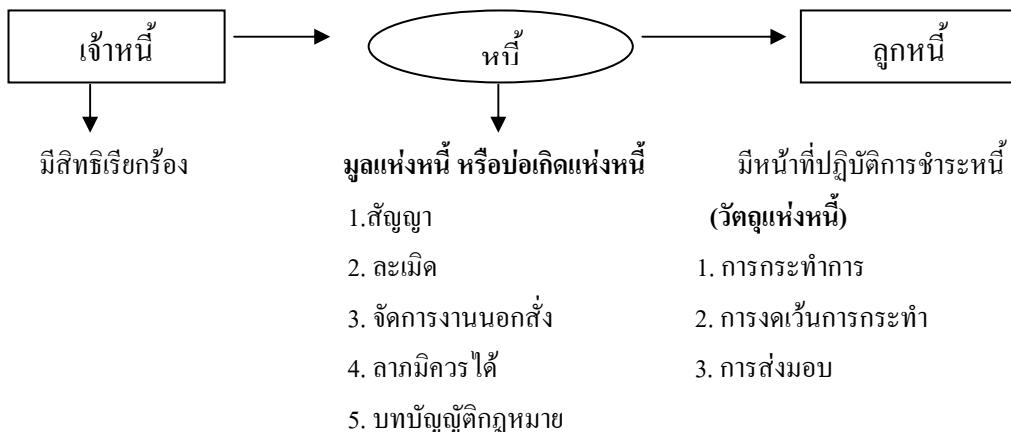 เจ้าหนี้
หนี้
ลูกหนี้
มีสิทธิเรียกร้อง
มูลแห่งหนี้ หรือบ่อเกิดแห่งหนี้
1.สัญญา
2. ละเมิด
3. จัดการงานนอกสั่ง
4. ลาภมิควรได้
5. บทบัญญัติกฎหมาย
มีหน้าที่ปฏิบัติการชำระหนี้
(วัตถุแห่งหนี้)
1. การกระทำการ
2. การงดเว้นการกระทำ
3. การส่งมอบ